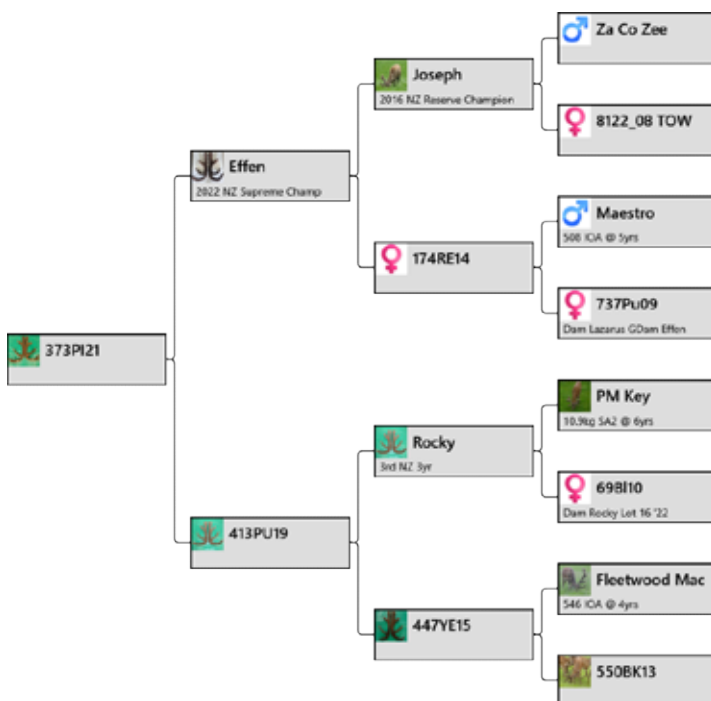 Za Co Zee
Joseph
2016 NZ Reserve Champion
8122_08 TOW
Effen
2022 NZ Supreme Champ
Maestro
508 IOA @ 5yrs
174RE14
737Pu09
Dam Lazarus GDam Effen
373PI21
PM Key
10.9kg SA2 @ 6yrs
Rocky
3rd NZ 3yr
69Bl10
Dam Rocky Lot 16 '22
413PU19
Fleetwood Mac
546 IOA @ 4yrs
447YE15
550BK13